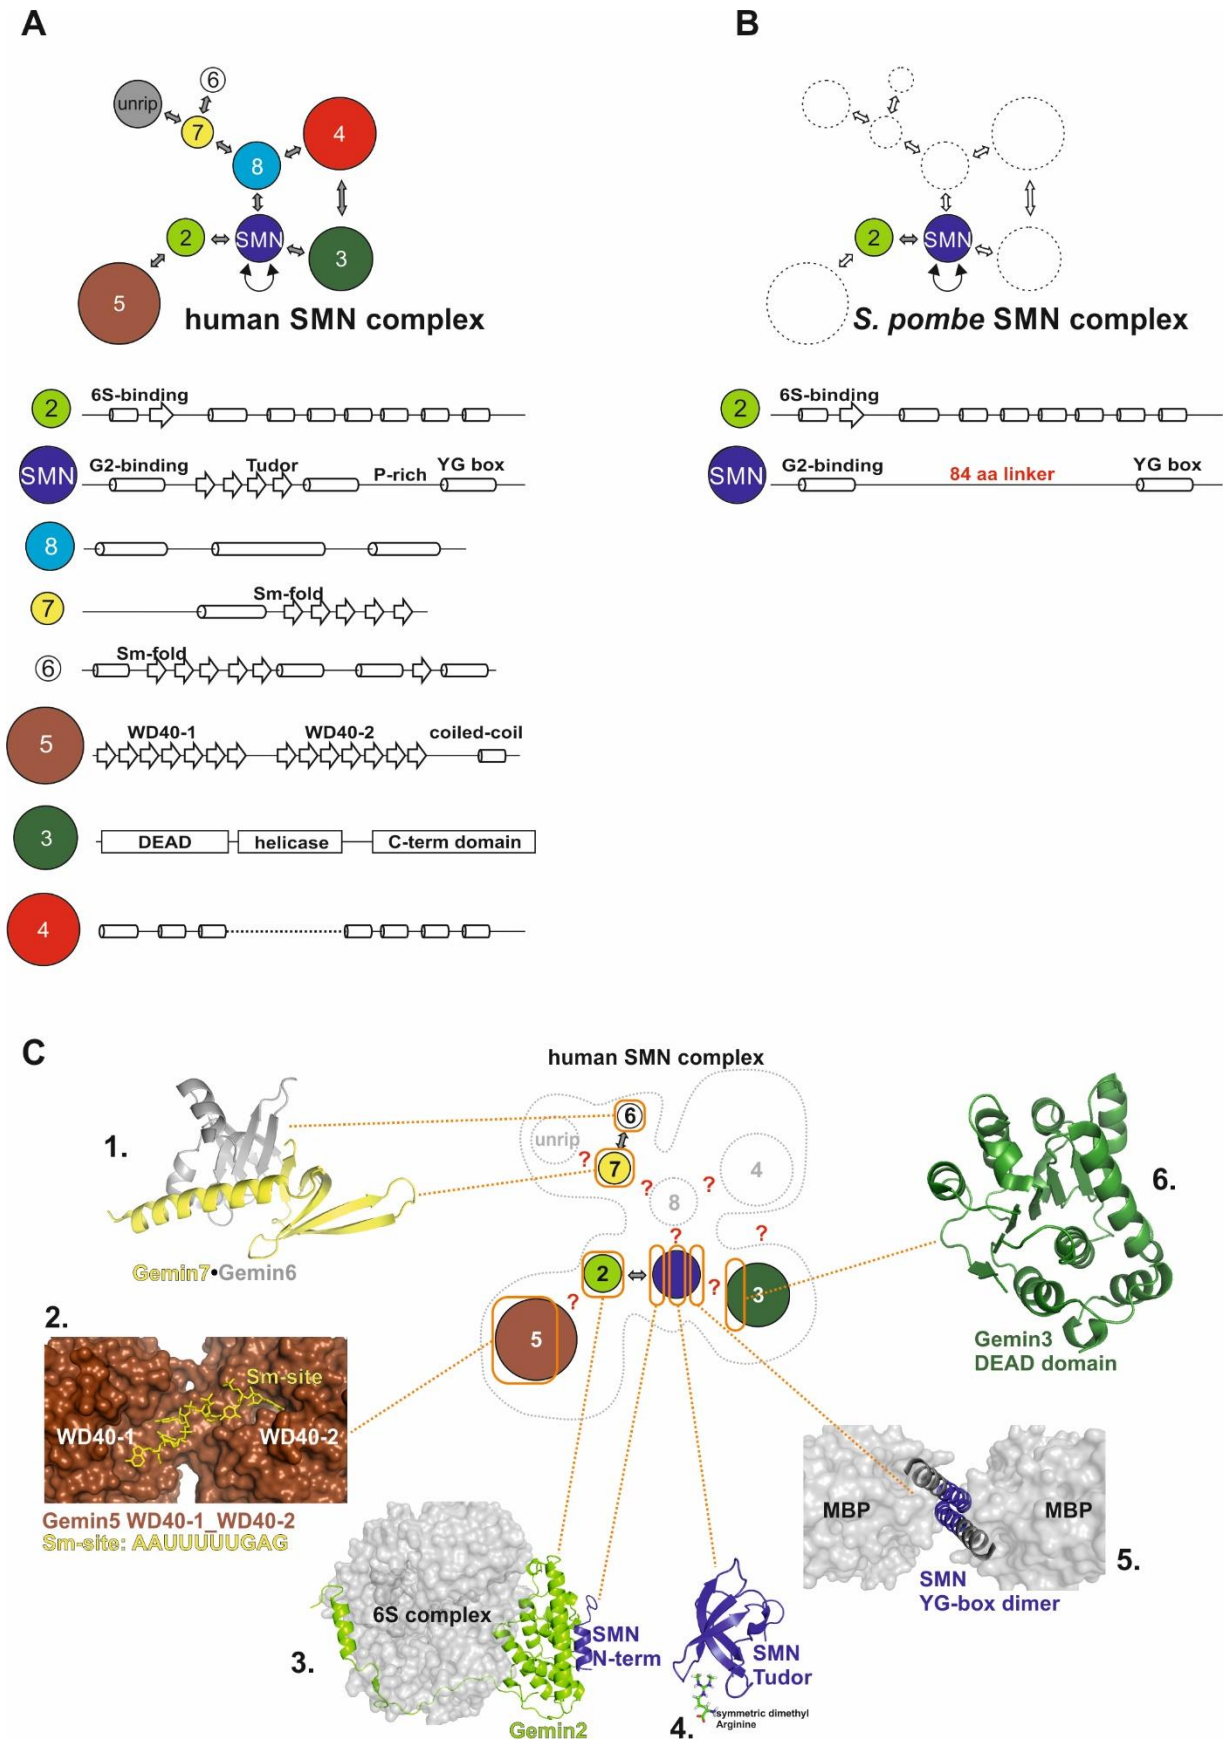 A
6
unrip
7
4
8
2
SMN
3
5
human SMN complex
B
2
SMN
S. pombe SMN complex
2
6S-binding
SMN
G2-binding
Tudor
P-rich
YG box
8
7
Sm-fold
6
Sm-fold
5
WD40-1
WD40-2
coiled-coil
3
DEAD
helicase
C-term domain
4
2
6S-binding
SMN
G2-binding
84 aa linker
YG box
C
human SMN complex
6
unrip
?
7
?
8
?
4
?
?
2
?
?
3
5
1.
Gemin7•Gemin6
2.
Sm-site
WD40-1
WD40-2
Gemin5 WD40-1_WD40-2
Sm-site: AAUUUUUGAG
3.
6S complex
SMN
N-term
Gemin2
4.
SMN
Tudor
symmetric dimethyl
Arginine
5.
MBP
MBP
SMN
YG-box dimer
6.
Gemin3
DEAD domain